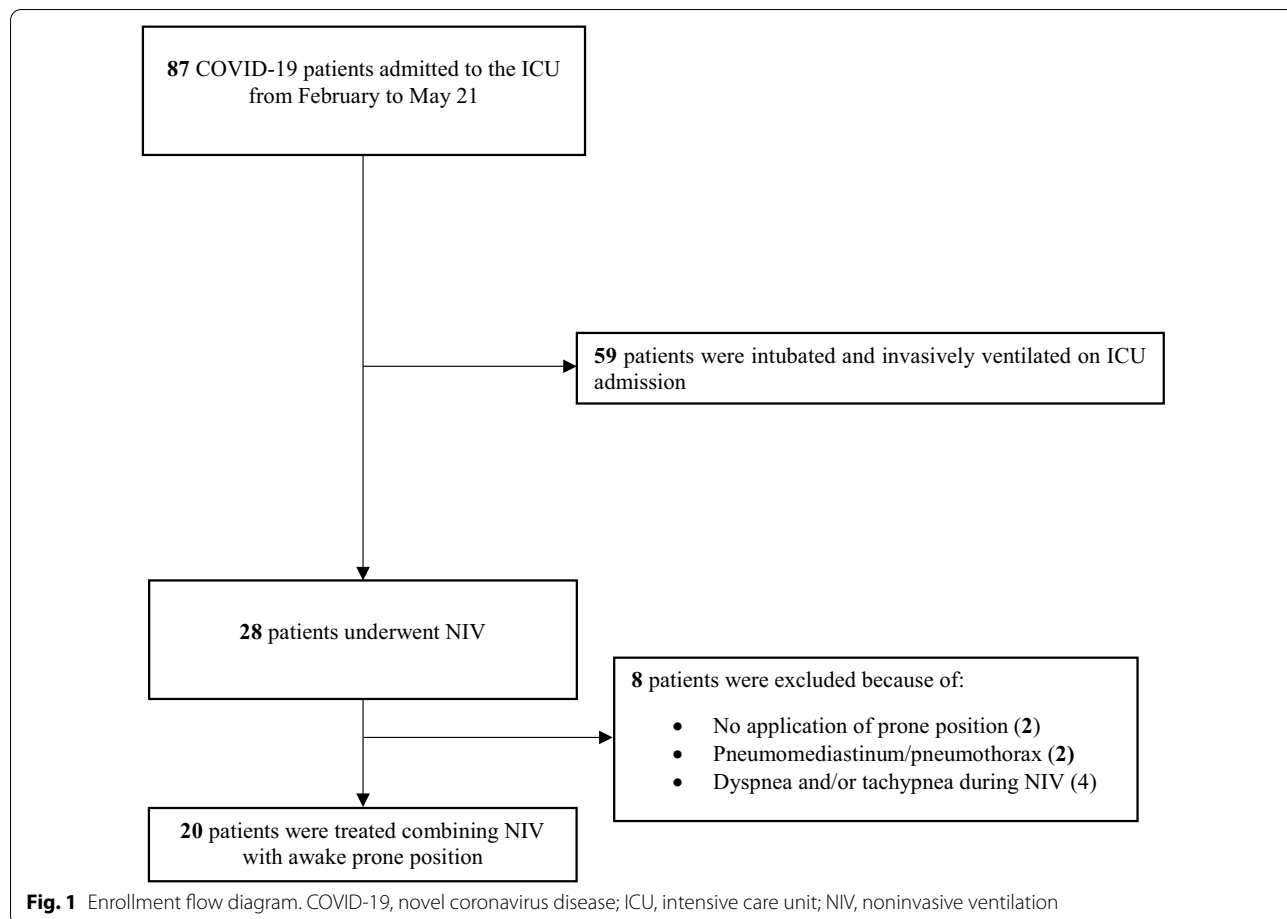 87 COVID-19 patients admitted to the ICU
from February to May 21
59 patients were intubated and invasively ventilated on ICU
admission
28 patients underwent NIV
8 patients were excluded because of:
• No application of prone position (2)
• Pneumomediastinum/pneumothorax (2)
• Dyspnea and/or tachypnea during NIV (4)
20 patients were treated combining NIV
with awake prone position
Fig. 1 Enrollment flow diagram. COVID-19, novel coronavirus disease; ICU, intensive care unit; NIV, noninvasive ventilation